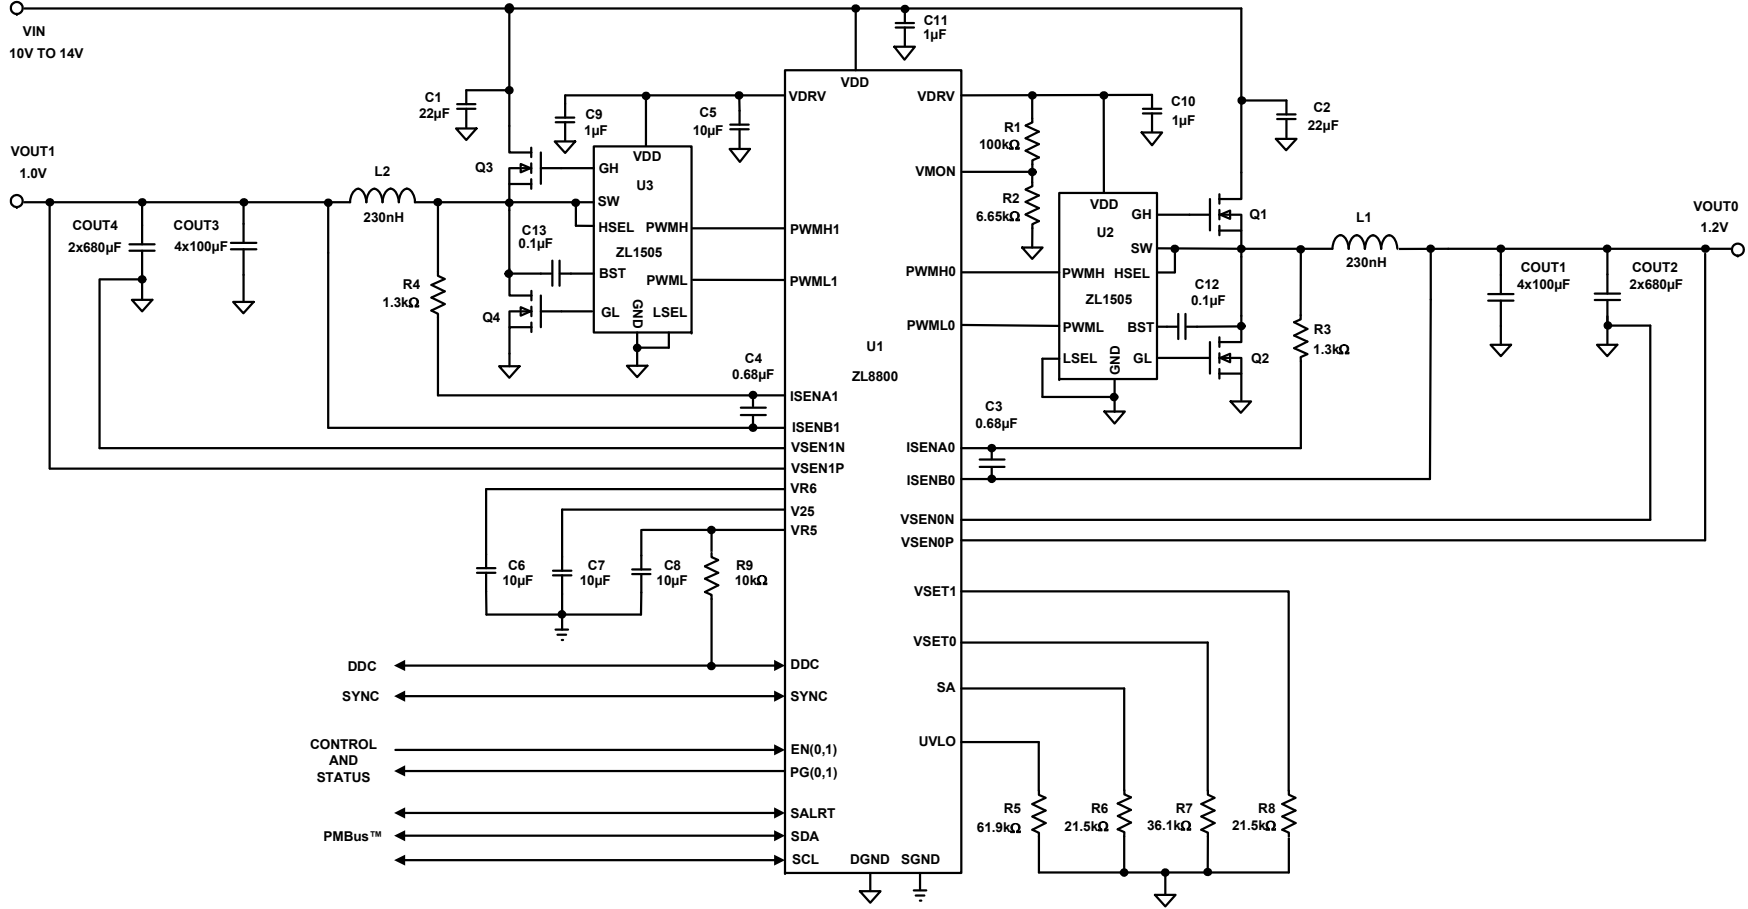 VIN
10V TO 14V
C11
1µF
VDD
C1
22µF
C9
1µF
C5
10µF
VDRV
VDRV
C10
1µF
C2
22µF
R1
100kΩ
VMON
R2
6.65kΩ
VOUT1
1.0V
L2
230nH
Q3
VDD
GH
U3
SW
HSEL
PWMH
ZL1505
BST
PWML
GL
GND
LSEL
C13
0.1µF
Q4
COUT4
2x680µF
COUT3
4x100µF
R4
1.3kΩ
PWMH1
PWML1
VDD
GH
U2
SW
HSEL
PWMH
ZL1505
PWML
BST
LSEL
GND
GL
Q1
L1
230nH
VOUT0
1.2V
PWMH0
PWML0
C12
0.1µF
Q2
R3
1.3kΩ
COUT1
4x100µF
COUT2
2x680µF
U1
ZL8800
C4
0.68µF
ISENA1
ISENB1
VSEN1N
VSEN1P
VR6
V25
VR5
C3
0.68µF
ISENA0
ISENB0
VSEN0N
VSEN0P
C6
10µF
C7
10µF
C8
10µF
R9
10kΩ
VSET1
VSET0
SA
UVLO
DDC
DDC
SYNC
SYNC
CONTROL
AND
STATUS
EN(0,1)
PG(0,1)
SALRT
PMBus™
SDA
SCL
DGND
SGND
R5
61.9kΩ
R6
21.5kΩ
R7
36.1kΩ
R8
21.5kΩ